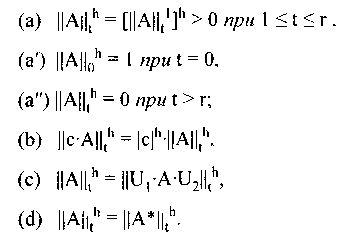 (a) ||A||ₜʰ = [||A||ₜ¹]ʰ > 0 при 1 ≤ t ≤ r .
(a′) ||A||₀ʰ = 1 при t = 0,
(a″) ||A||ₜʰ = 0 при t > r;
(b) ||c·A||ₜʰ = |c|ʰ·||A||ₜʰ,
(c) ||A||ₜʰ = ||U₁·A·U₂||ₜʰ,
(d) ||A||ₜʰ = ||A*||ₜʰ.